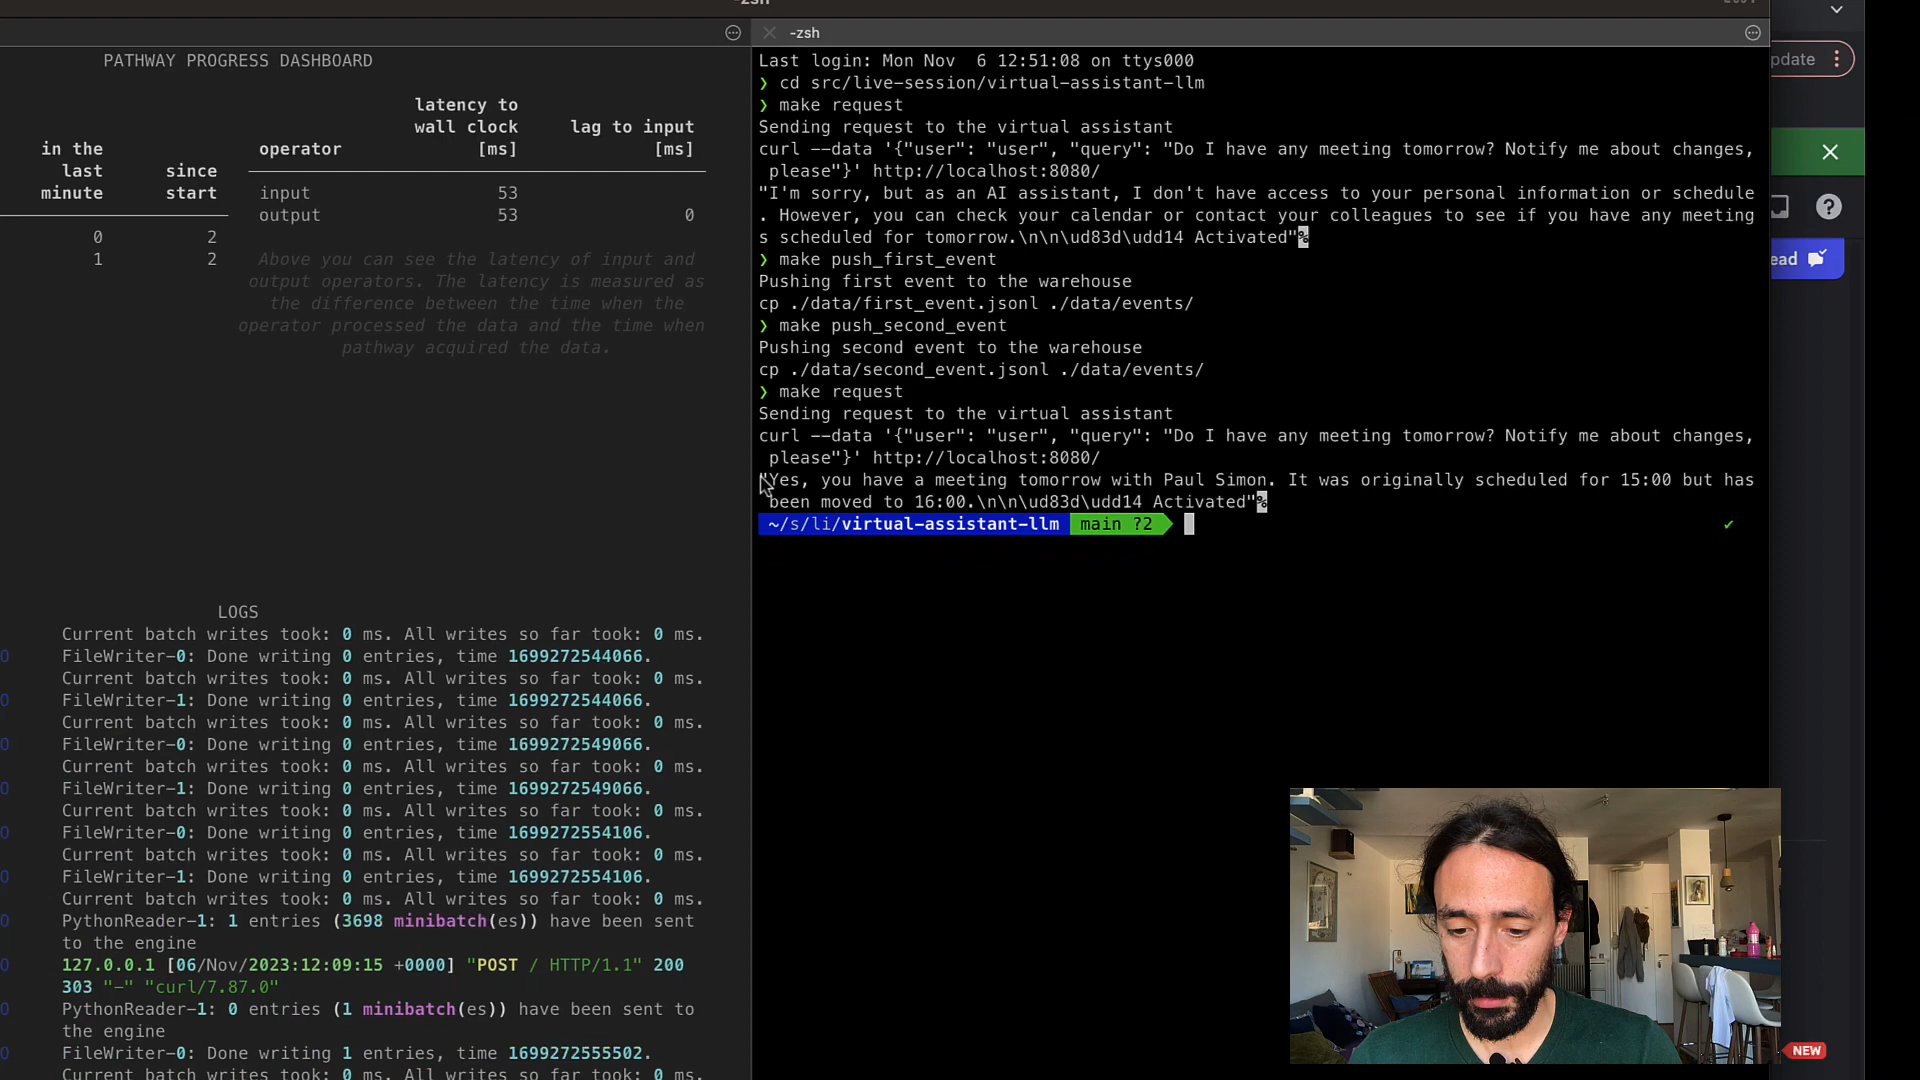 -zsh
-zsh
pdate
ead
NEW
PATHWAY PROGRESS DASHBOARD
in the last minute
since start
0 2
1 2
operator
latency to wall clock [ms]
lag to input [ms]
input 53
output 53 0
Above you can see the latency of input and
output operators. The latency is measured as
the difference between the time when the
operator processed the data and the time when
pathway acquired the data.
LOGS
Current batch writes took: 0 ms. All writes so far took: 0 ms.
FileWriter-0: Done writing 0 entries, time 1699272544066.
Current batch writes took: 0 ms. All writes so far took: 0 ms.
FileWriter-1: Done writing 0 entries, time 1699272544066.
Current batch writes took: 0 ms. All writes so far took: 0 ms.
FileWriter-0: Done writing 0 entries, time 1699272549066.
Current batch writes took: 0 ms. All writes so far took: 0 ms.
FileWriter-1: Done writing 0 entries, time 1699272549066.
Current batch writes took: 0 ms. All writes so far took: 0 ms.
FileWriter-0: Done writing 0 entries, time 1699272554106.
Current batch writes took: 0 ms. All writes so far took: 0 ms.
FileWriter-1: Done writing 0 entries, time 1699272554106.
Current batch writes took: 0 ms. All writes so far took: 0 ms.
PythonReader-1: 1 entries (3698 minibatch(es)) have been sent
to the engine
127.0.0.1 [06/Nov/2023:12:09:15 +0000] "POST / HTTP/1.1" 200
303 "-" "curl/7.87.0"
PythonReader-1: 0 entries (1 minibatch(es)) have been sent to
the engine
FileWriter-0: Done writing 1 entries, time 1699272555502.
Current batch writes took: 0 ms. All writes so far took: 0 ms.
Last login: Mon Nov  6 12:51:08 on ttys000
❯ cd src/live-session/virtual-assistant-llm
❯ make request
Sending request to the virtual assistant
curl --data '{"user": "user", "query": "Do I have any meeting tomorrow? Notify me about changes,
please"}' http://localhost:8080/
"I'm sorry, but as an AI assistant, I don't have access to your personal information or schedule
. However, you can check your calendar or contact your colleagues to see if you have any meeting
s scheduled for tomorrow.\n\n\ud83d\udd14 Activated"%
❯ make push_first_event
Pushing first event to the warehouse
cp ./data/first_event.jsonl ./data/events/
❯ make push_second_event
Pushing second event to the warehouse
cp ./data/second_event.jsonl ./data/events/
❯ make request
Sending request to the virtual assistant
curl --data '{"user": "user", "query": "Do I have any meeting tomorrow? Notify me about changes,
please"}' http://localhost:8080/
"Yes, you have a meeting tomorrow with Paul Simon. It was originally scheduled for 15:00 but has
been moved to 16:00.\n\n\ud83d\udd14 Activated"%
~/s/li/virtual-assistant-llm main ?2 ✔